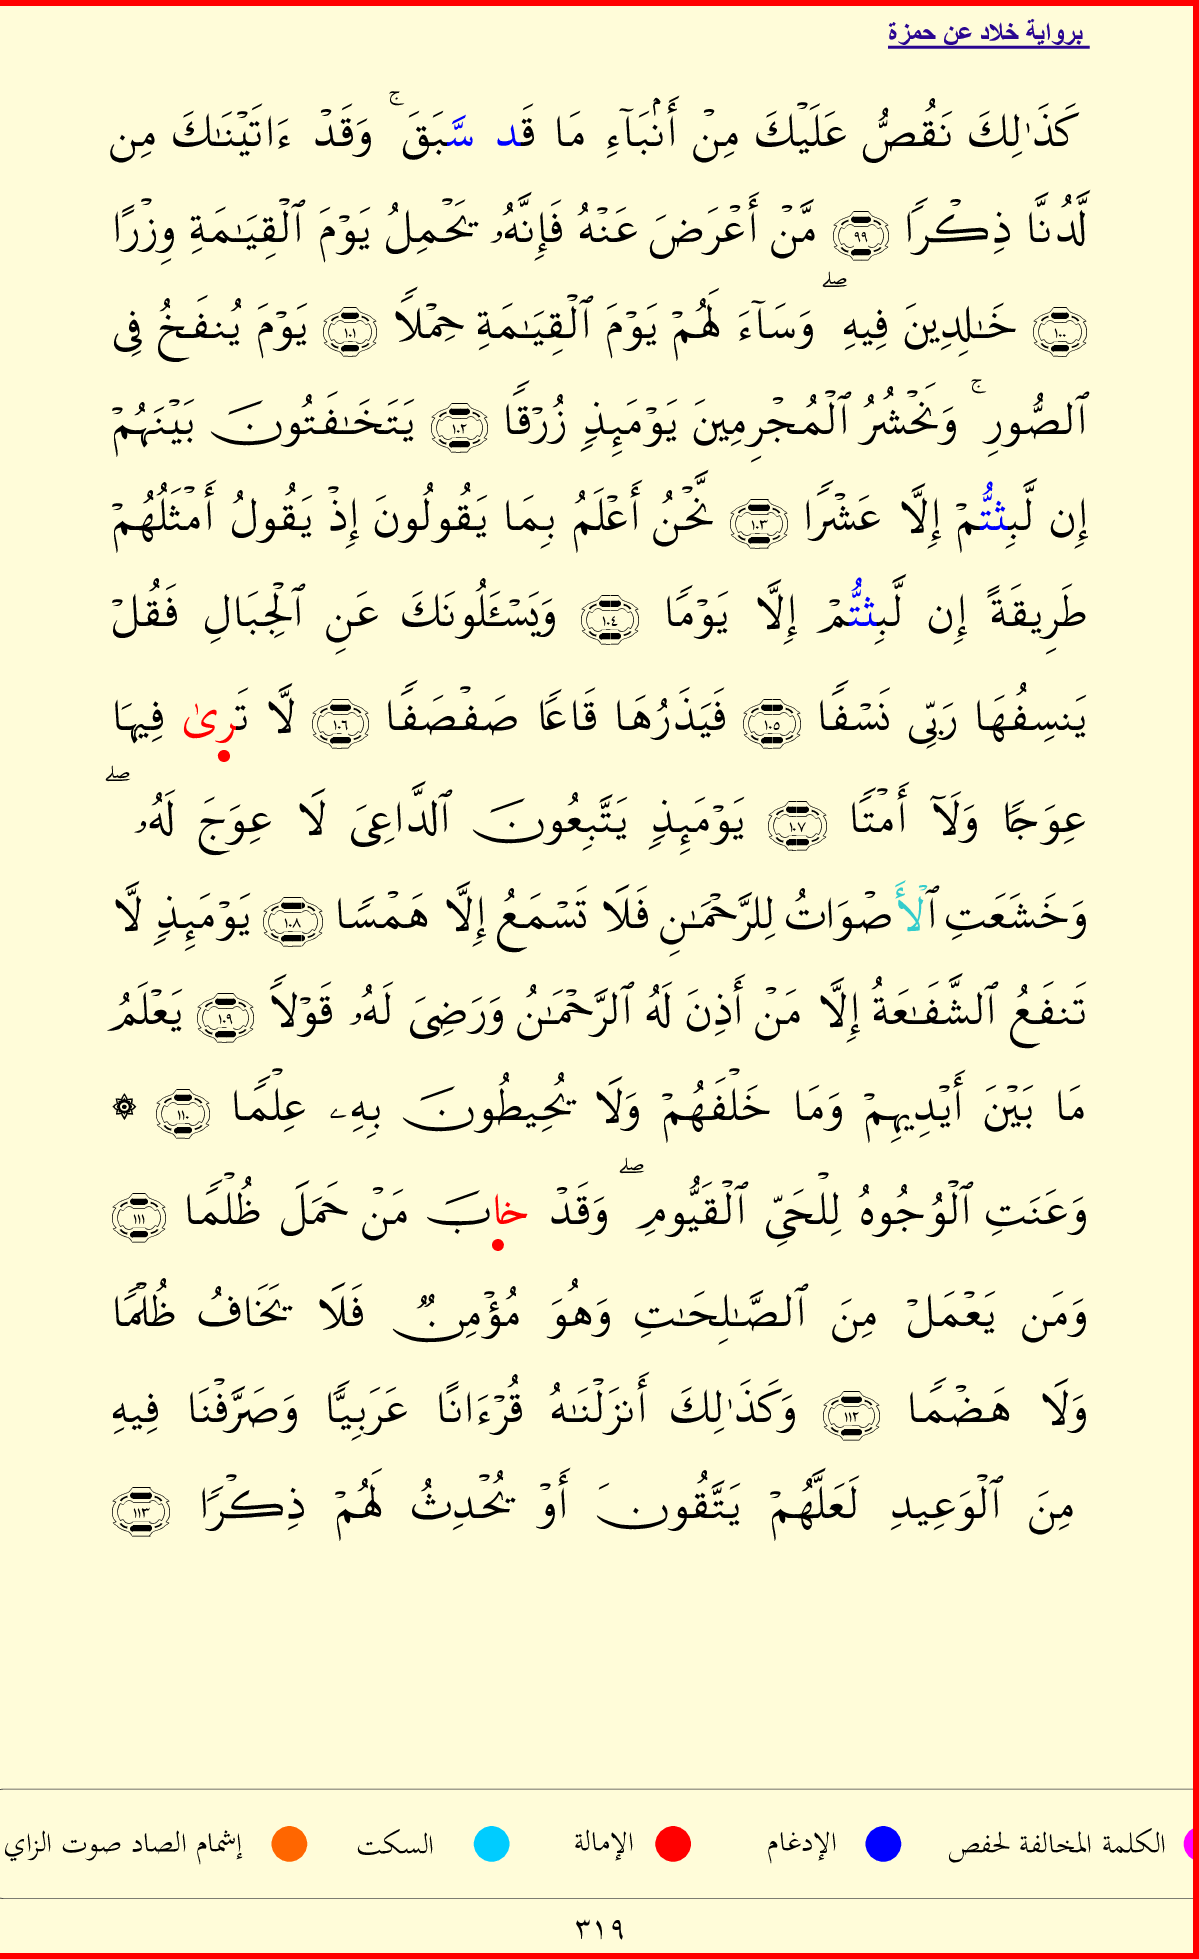 برواية خلاد عن حمزة
كَذَٰلِكَ نَقُصُّ عَلَيۡكَ مِنۡ أَنۢبَآءِ مَا قَد سَّبَقَۚ وَقَدۡ ءَاتَيۡنَٰكَ مِن
لَّدُنَّا ذِكۡرٗا ٩٩ مَّنۡ أَعۡرَضَ عَنۡهُ فَإِنَّهُۥ يَحۡمِلُ يَوۡمَ ٱلۡقِيَٰمَةِ وِزۡرًا
١٠٠ خَٰلِدِينَ فِيهِۖ وَسَآءَ لَهُمۡ يَوۡمَ ٱلۡقِيَٰمَةِ حِمۡلٗا ١٠١ يَوۡمَ يُنفَخُ فِي
ٱلصُّورِۚ وَنَحۡشُرُ ٱلۡمُجۡرِمِينَ يَوۡمَئِذٖ زُرۡقٗا ١٠٢ يَتَخَٰفَتُونَ بَيۡنَهُمۡ
إِن لَّبِثتُّمۡ إِلَّا عَشۡرٗا ١٠٣ نَّحۡنُ أَعۡلَمُ بِمَا يَقُولُونَ إِذۡ يَقُولُ أَمۡثَلُهُمۡ
طَرِيقَةً إِن لَّبِثتُّمۡ إِلَّا يَوۡمٗا ١٠٤ وَيَسۡـَٔلُونَكَ عَنِ ٱلۡجِبَالِ فَقُلۡ
يَنسِفُهَا رَبِّي نَسۡفٗا ١٠٥ فَيَذَرُهَا قَاعٗا صَفۡصَفٗا ١٠٦ لَّا تَرىٰ فِيهَا
عِوَجٗا وَلَآ أَمۡتٗا ١٠٧ يَوۡمَئِذٖ يَتَّبِعُونَ ٱلدَّاعِيَ لَا عِوَجَ لَهُۥۖ
وَخَشَعَتِ ٱلۡأَصۡوَاتُ لِلرَّحۡمَٰنِ فَلَا تَسۡمَعُ إِلَّا هَمۡسٗا ١٠٨ يَوۡمَئِذٖ لَّا
تَنفَعُ ٱلشَّفَٰعَةُ إِلَّا مَنۡ أَذِنَ لَهُ ٱلرَّحۡمَٰنُ وَرَضِيَ لَهُۥ قَوۡلٗا ١٠٩ يَعۡلَمُ
مَا بَيۡنَ أَيۡدِيهِمۡ وَمَا خَلۡفَهُمۡ وَلَا يُحِيطُونَ بِهِۦ عِلۡمٗا ١١٠ ۞
وَعَنَتِ ٱلۡوُجُوهُ لِلۡحَيِّ ٱلۡقَيُّومِۖ وَقَدۡ خابَ مَنۡ حَمَلَ ظُلۡمٗا ١١١
وَمَن يَعۡمَلۡ مِنَ ٱلصَّٰلِحَٰتِ وَهُوَ مُؤۡمِنٞ فَلَا يَخَافُ ظُلۡمٗا
وَلَا هَضۡمٗا ١١٢ وَكَذَٰلِكَ أَنزَلۡنَٰهُ قُرۡءَانًا عَرَبِيّٗا وَصَرَّفۡنَا فِيهِ
مِنَ ٱلۡوَعِيدِ لَعَلَّهُمۡ يَتَّقُونَ أَوۡ يُحۡدِثُ لَهُمۡ ذِكۡرٗا ١١٣
الكلمة المخالفة لحفص الإدغام الإمالة السكت إشمام الصاد صوت الزاي
٣١٩